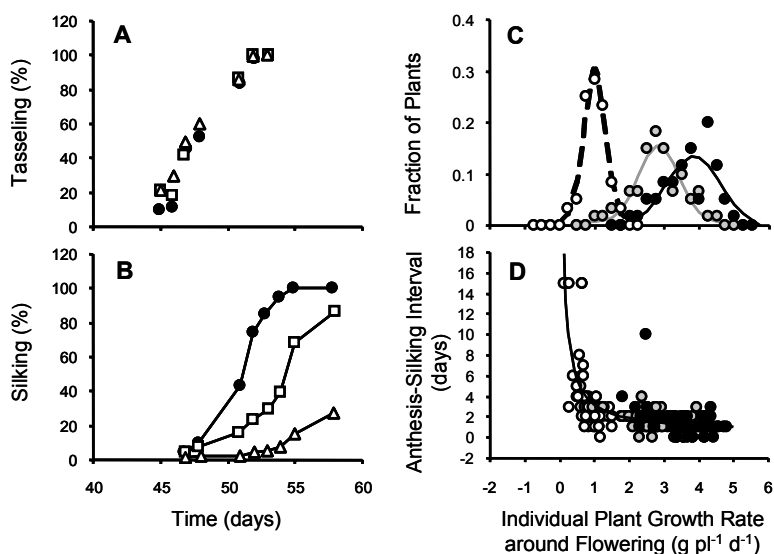 A
Tasseling (%)
120
100
80
60
40
20
0
B
Silking (%)
120
100
80
60
40
20
0
40 45 50 55 60
Time (days)
C
Fraction of Plants
0.4
0.3
0.2
0.1
0
D
Anthesis-Silking Interval
(days)
18
16
14
12
10
8
6
4
2
0
-2
-2 -1 0 1 2 3 4 5 6
Individual Plant Growth Rate
around Flowering (g pl-1 d-1)